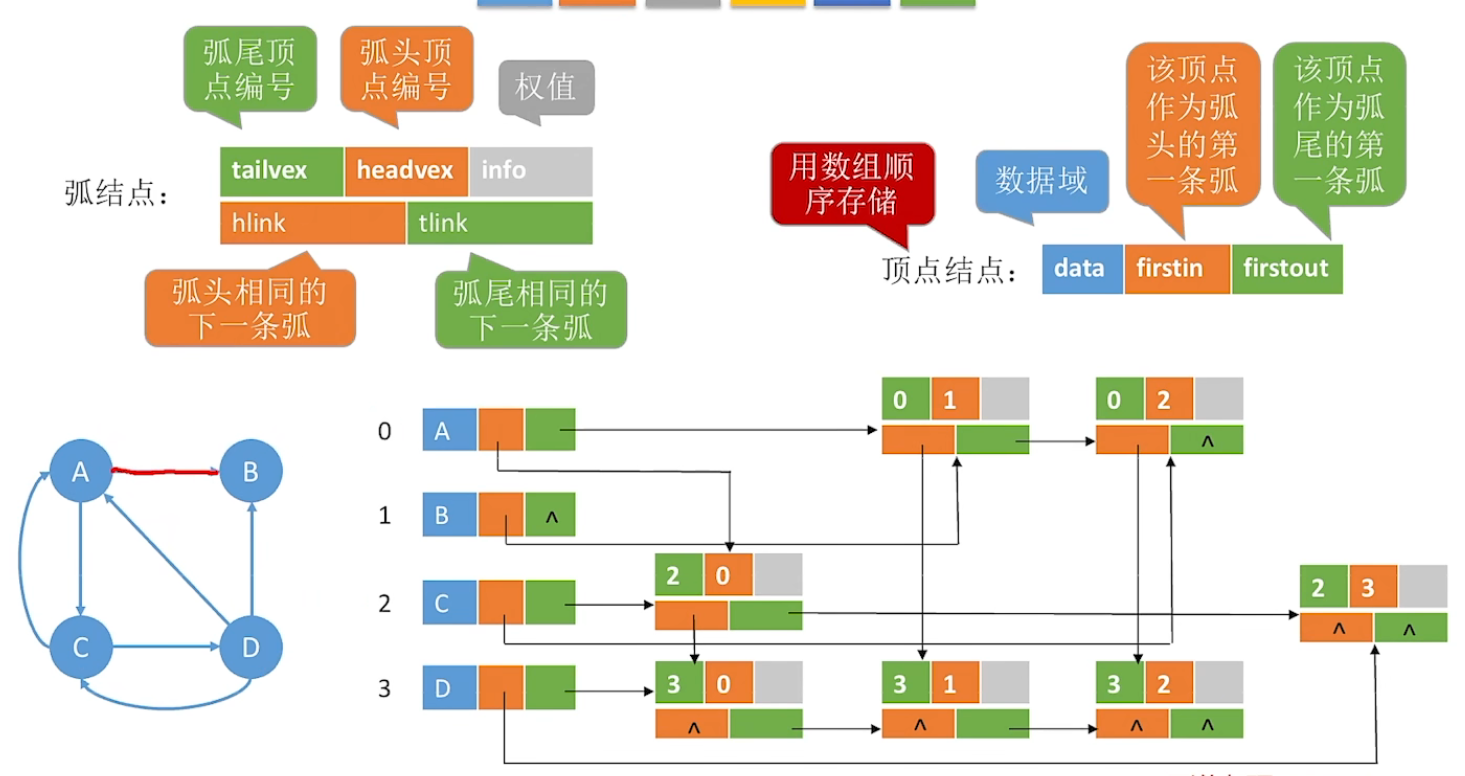 弧尾顶
点编号
弧头顶
点编号
权值
该顶点
作为弧
头的第
一条弧
该顶点
作为弧
尾的第
一条弧
用数组顺
序存储
数据域
弧结点：
tailvex headvex info
hlink tlink
弧头相同的
下一条弧
弧尾相同的
下一条弧
顶点结点：
data firstin firstout
A B
C D
0 A
0 1
0 2
^
1 B ^
2 0
2 C
2 3
^ ^
3 D
3 0
^
3 1
^
3 2
^ ^